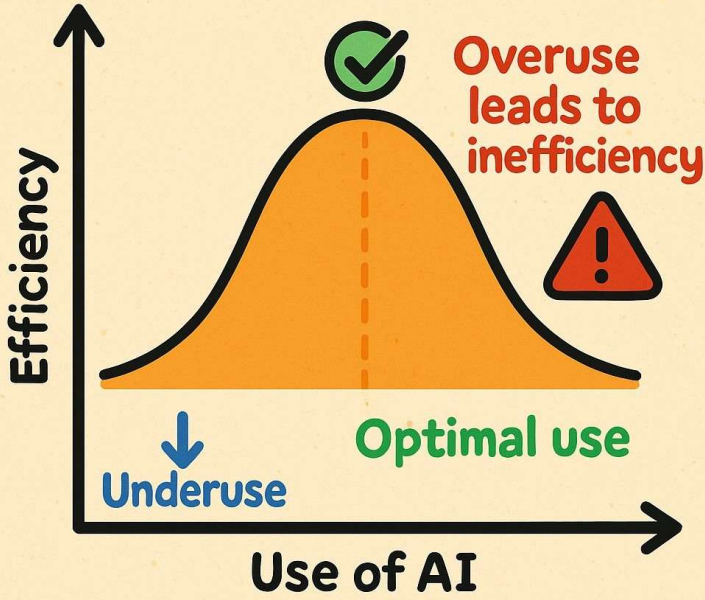 Overuse
leads to
inefficiency
Efficiency
Optimal use
Underuse
Use of AI